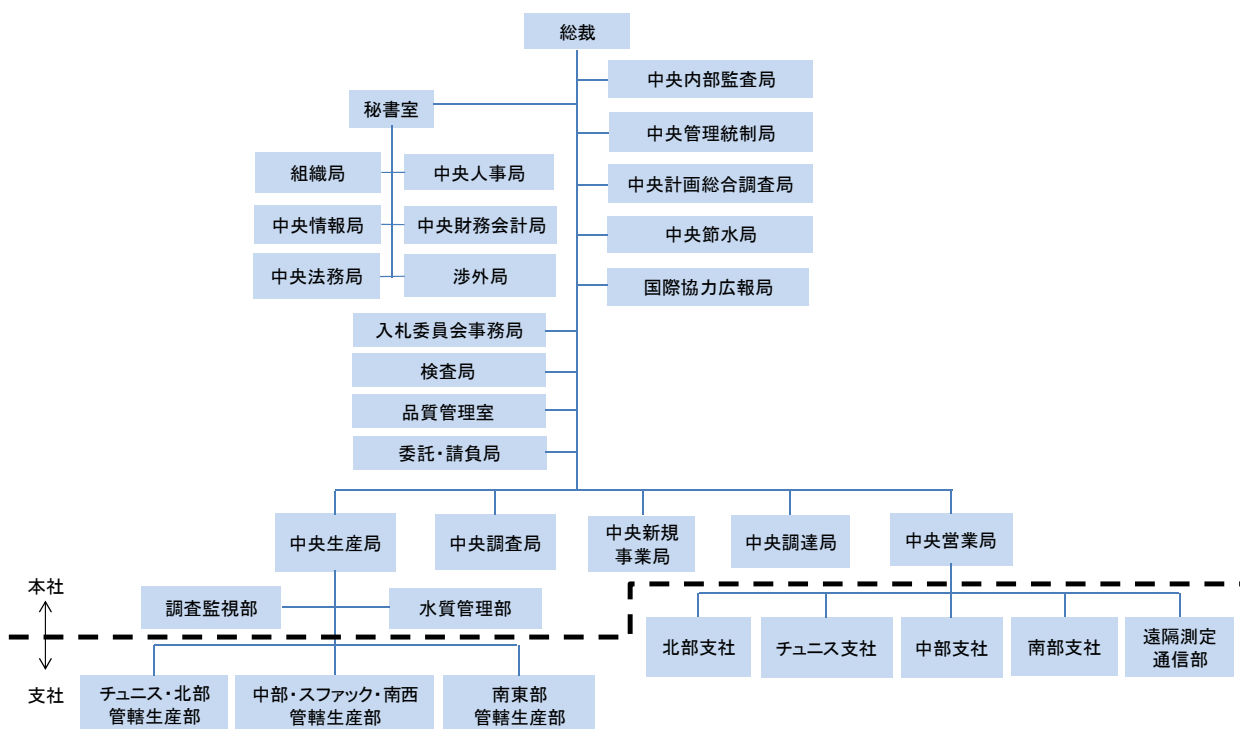 総裁
中央内部監査局
秘書室
中央管理統制局
組織局
中央人事局
中央計画総合調査局
中央情報局
中央財務会計局
中央節水局
中央法務局
渉外局
国際協力広報局
入札委員会事務局
検査局
品質管理室
委託・請負局
中央生産局
中央調査局
中央新規
事業局
中央調達局
中央営業局
本社
調査監視部
水質管理部
北部支社
チュニス支社
中部支社
南部支社
遠隔測定
通信部
支社
チュニス・北部
管轄生産部
中部・スファックス・南西
管轄生産部
南東部
管轄生産部